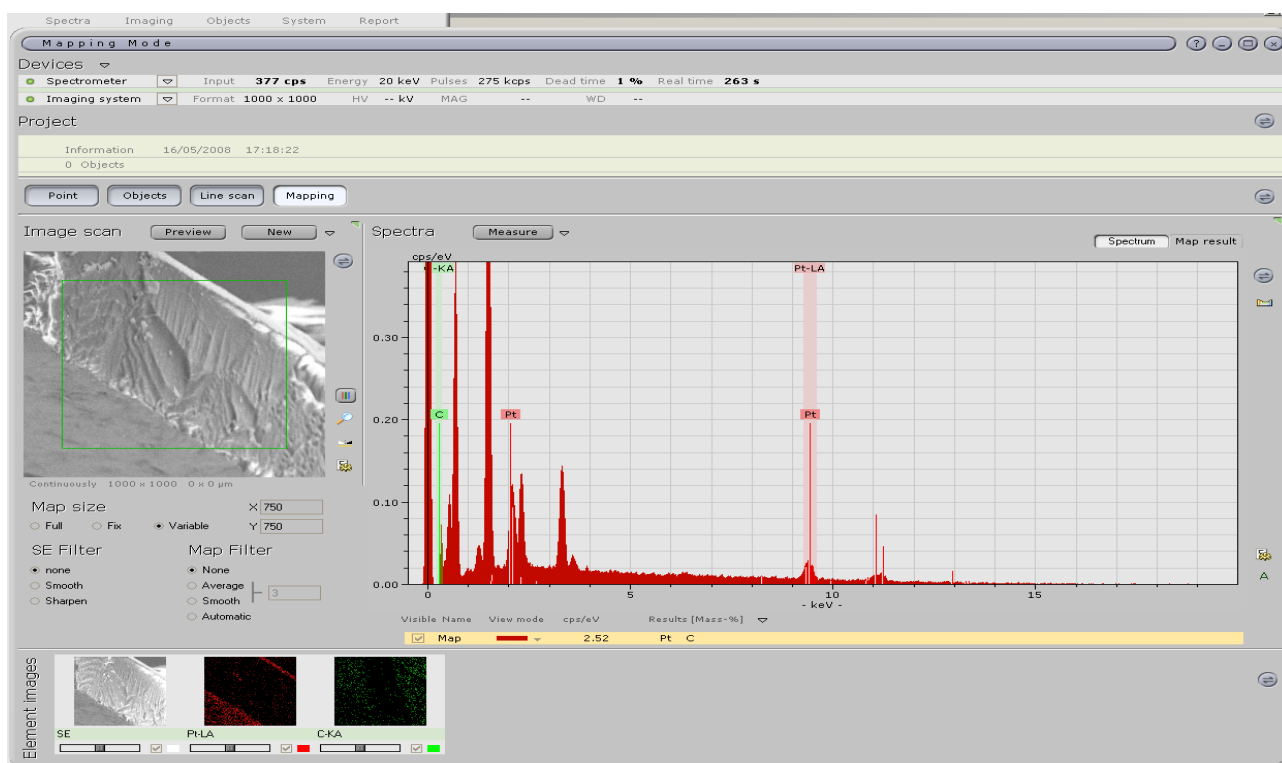 Spectra Imaging Objects System Report
Mapping Mode
Devices
Spectrometer Input 377 cps Energy 20 keV Pulses 275 kcps Dead time 1 % Real time 263 s
Imaging system Format 1000 x 1000 HV -- kV MAG -- WD --
Project
Information 16/05/2008 17:18:22
0 Objects
Point Objects Line scan Mapping
Image scan Preview New
Spectra Measure
Spectrum Map result
cps/eV
-KA Pt-LA
0.30
0.20
C Pt Pt
0.10
0.00
0 5 10 15
- keV -
Continuously 1000 x 1000 0 x 0 µm
Map size X 750
Full Fix Variable Y 750
SE Filter Map Filter
none None
Smooth Average
Sharpen Smooth
3
Automatic
Visible Name View mode cps/eV Results [Mass-%]
Map 2.52 Pt C
Element images
SE Pt-LA C-KA
A